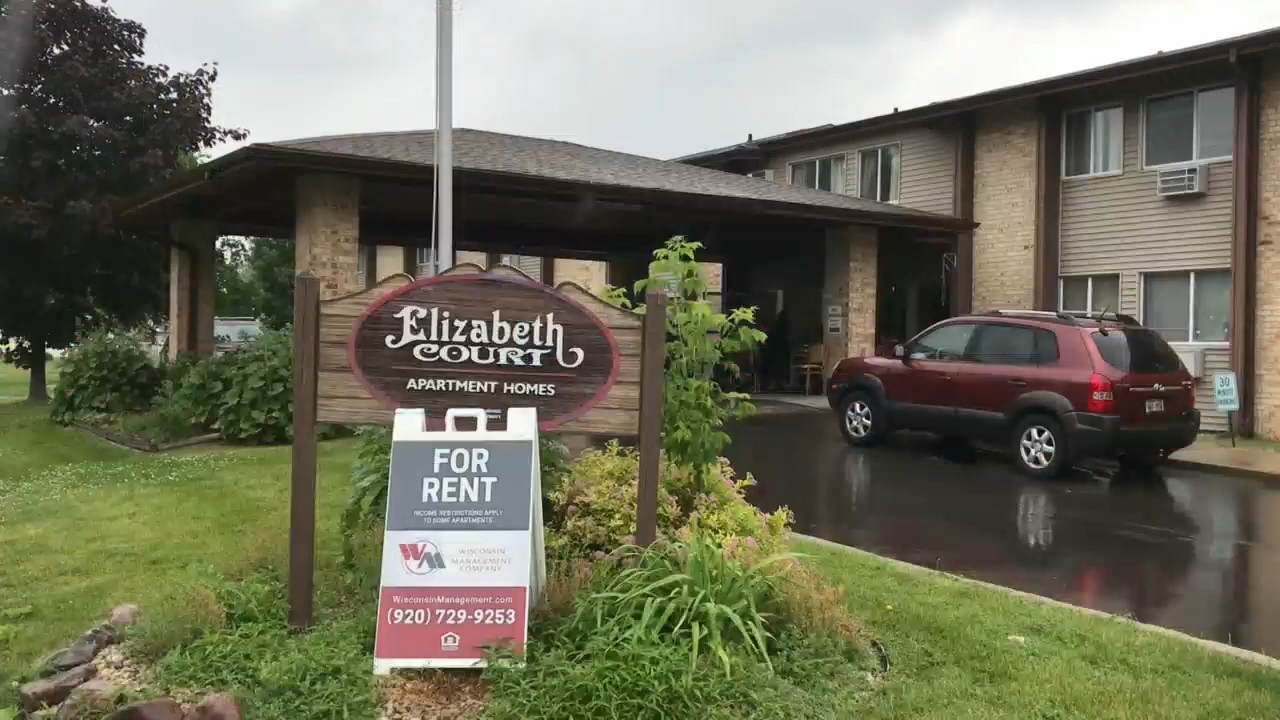 Elizabeth
COURT
APARTMENT HOMES
FOR
RENT
INCOME RESTRICTIONS APPLY
TO SOME APARTMENTS.
WM
WISCONSIN
MANAGEMENT
COMPANY
WisconsinManagement.com
(920) 729-9253
30
MINUTE
PARKING